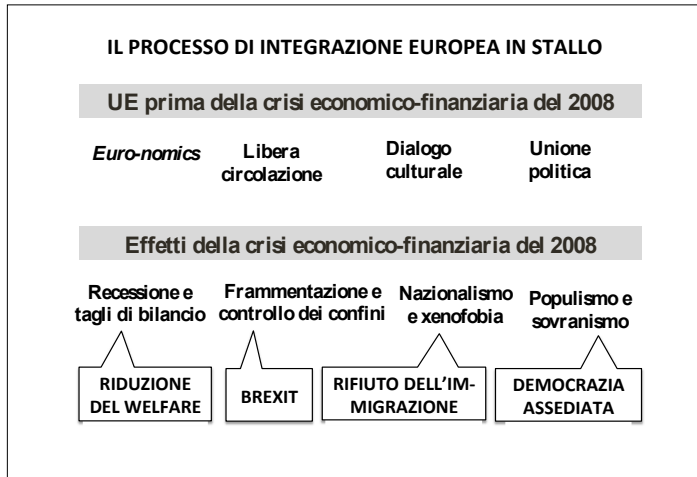 IL PROCESSO DI INTEGRAZIONE EUROPEA IN STALLO
UE prima della crisi economico-finanziaria del 2008
Euro-nomics
Libera
circolazione
Dialogo
culturale
Unione
politica
Effetti della crisi economico-finanziaria del 2008
Recessione e
tagli di bilancio
Frammentazione e
controllo dei confini
Nazionalismo
e xenofobia
Populismo e
sovranismo
RIDUZIONE
DEL WELFARE
BREXIT
RIFIUTO DELL’IM-
MIGRAZIONE
DEMOCRAZIA
ASSEDIATA